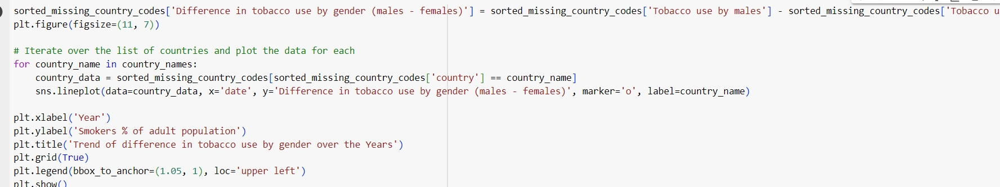 sorted_missing_country_codes['Difference in tobacco use by gender (males - females)'] = sorted_missing_country_codes['Tobacco use by males'] - sorted_missing_country_codes['Tobacco u
plt.figure(figsize=(11, 7))
# Iterate over the list of countries and plot the data for each
for country_name in country_names:
    country_data = sorted_missing_country_codes[sorted_missing_country_codes['country'] == country_name]
    sns.lineplot(data=country_data, x='date', y='Difference in tobacco use by gender (males - females)', marker='o', label=country_name)
plt.xlabel('Year')
plt.ylabel('Smokers % of adult population')
plt.title('Trend of difference in tobacco use by gender over the Years')
plt.grid(True)
plt.legend(bbox_to_anchor=(1.05, 1), loc='upper left')
plt.show()